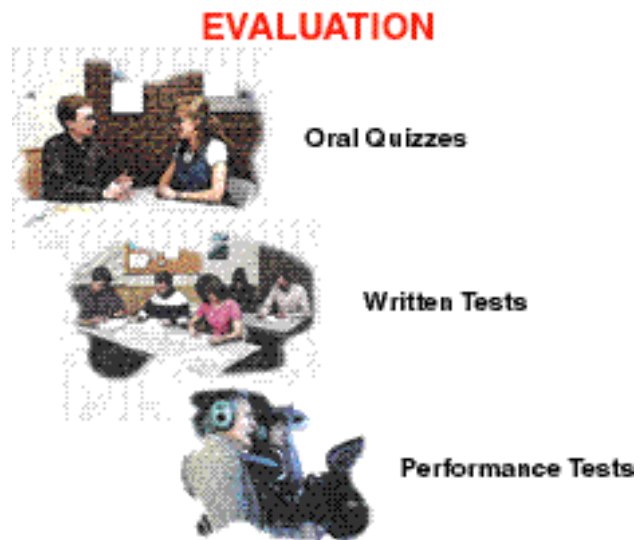 EVALUATION
Oral Quizzes
Written Tests
Performance Tests